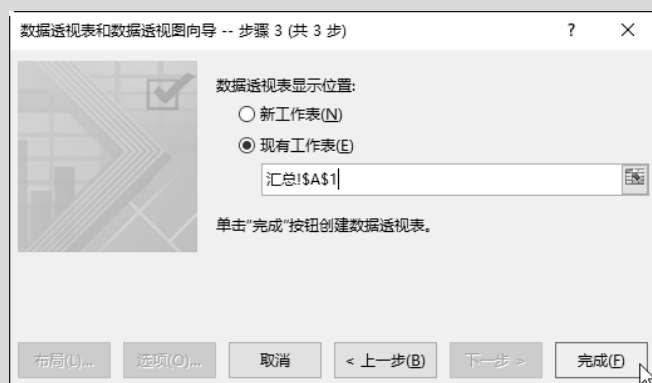 数据透视表和数据透视图向导 -- 步骤 3 (共 3 步)
? ×
数据透视表显示位置:
新工作表(N)
现有工作表(E)
汇总!$A$1
单击"完成"按钮创建数据透视表。
布局(L)... 选项(O)... 取消 < 上一步(B) 下一步 > 完成(F)